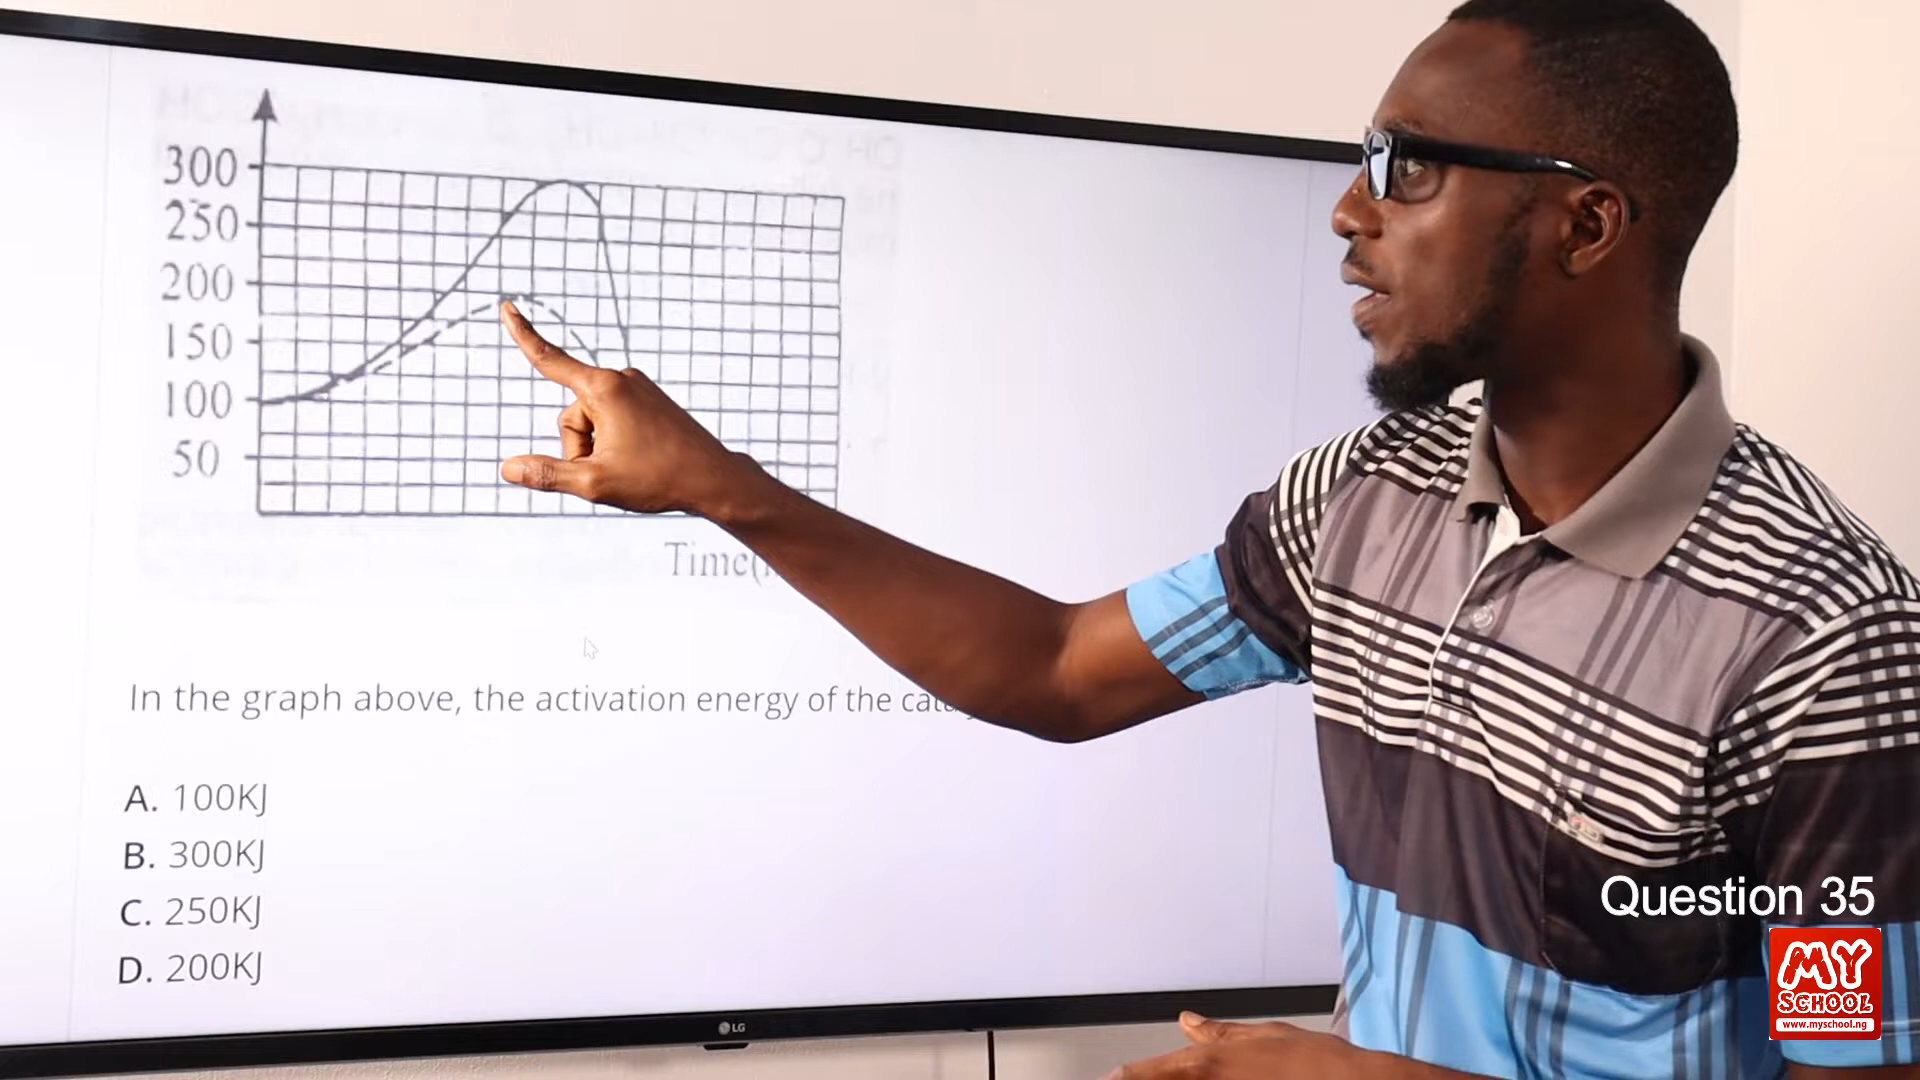 300
250
200
150
100
50
Time(
In the graph above, the activation energy of the
A. 100KJ
B. 300KJ
C. 250KJ
D. 200KJ
LG
Question 35
MY
SCHOOL
www.myschool.ng